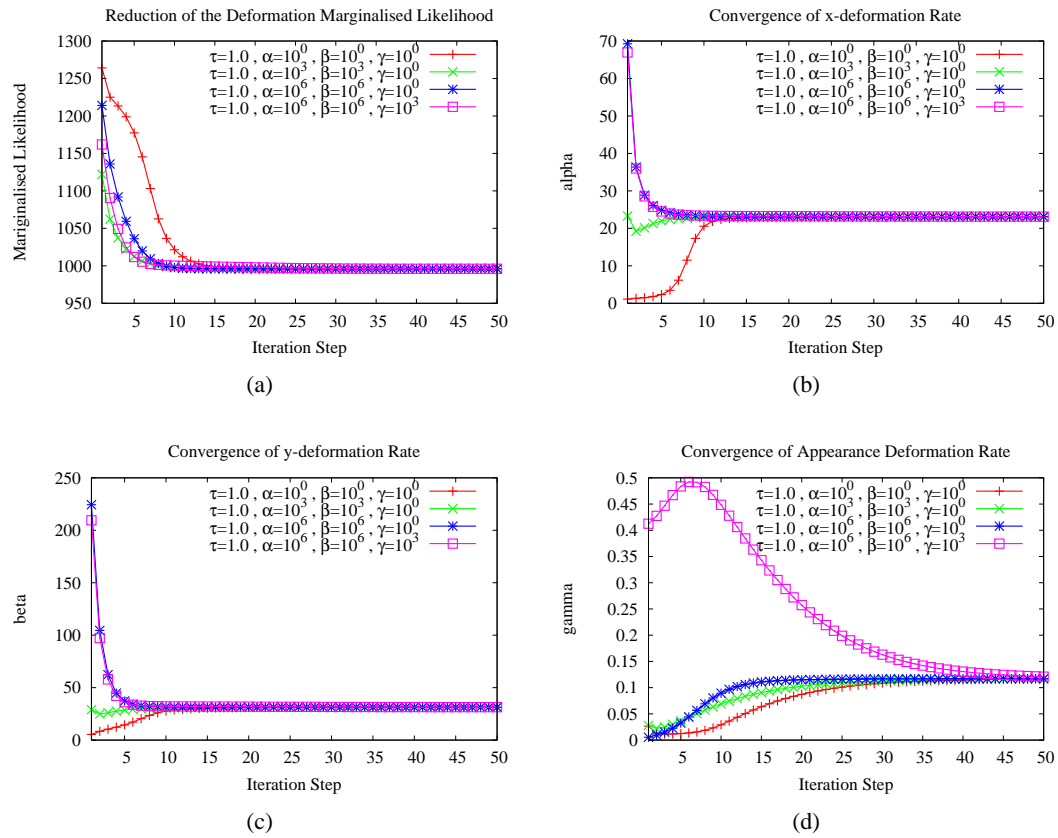 Reduction of the Deformation Marginalised Likelihood
1300
1250
1200
1150
1100
1050
1000
950
Mariginalised Likelihood
τ=1.0 , α=10^0 , β=10^0 , γ=10^0
τ=1.0 , α=10^3 , β=10^3 , γ=10^0
τ=1.0 , α=10^6 , β=10^6 , γ=10^0
τ=1.0 , α=10^6 , β=10^6 , γ=10^3
5 10 15 20 25 30 35 40 45 50
Iteration Step
(a)
Convergence of x-deformation Rate
70
60
50
40
30
20
10
0
alpha
τ=1.0 , α=10^0 , β=10^0 , γ=10^0
τ=1.0 , α=10^3 , β=10^3 , γ=10^0
τ=1.0 , α=10^6 , β=10^6 , γ=10^0
τ=1.0 , α=10^6 , β=10^6 , γ=10^3
5 10 15 20 25 30 35 40 45 50
Iteration Step
(b)
Convergence of y-deformation Rate
250
200
150
100
50
0
beta
τ=1.0 , α=10^0 , β=10^0 , γ=10^0
τ=1.0 , α=10^3 , β=10^3 , γ=10^0
τ=1.0 , α=10^6 , β=10^6 , γ=10^0
τ=1.0 , α=10^6 , β=10^6 , γ=10^3
5 10 15 20 25 30 35 40 45 50
Iteration Step
(c)
Convergence of Appearance Deformation Rate
0.5
0.45
0.4
0.35
0.3
0.25
0.2
0.15
0.1
0.05
0
gamma
τ=1.0 , α=10^0 , β=10^0 , γ=10^0
τ=1.0 , α=10^3 , β=10^3 , γ=10^0
τ=1.0 , α=10^6 , β=10^6 , γ=10^0
τ=1.0 , α=10^6 , β=10^6 , γ=10^3
5 10 15 20 25 30 35 40 45 50
Iteration Step
(d)